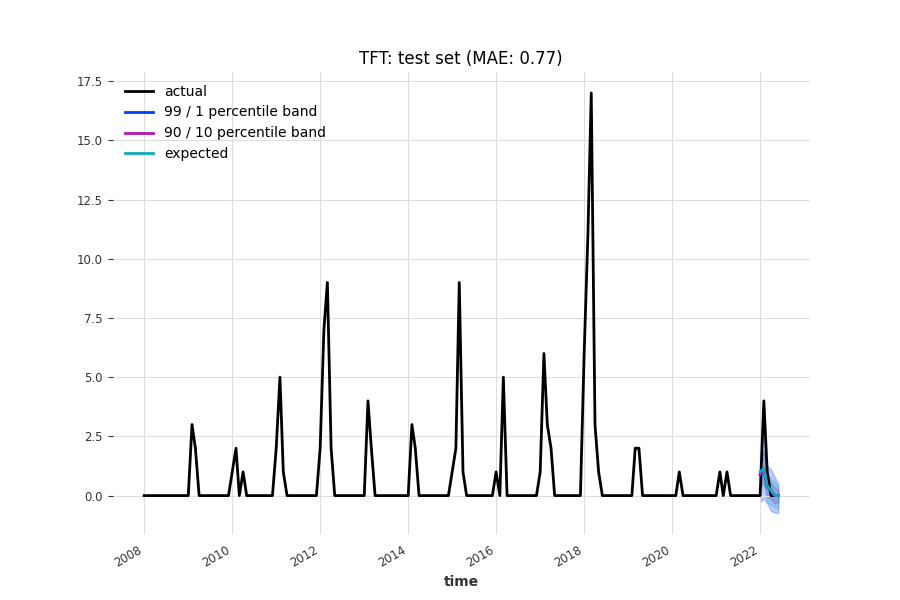 TFT: test set (MAE: 0.77)
actual
99 / 1 percentile band
90 / 10 percentile band
expected
17.5
15.0
12.5
10.0
7.5
5.0
2.5
0.0
2008 2010 2012 2014 2016 2018 2020 2022
time